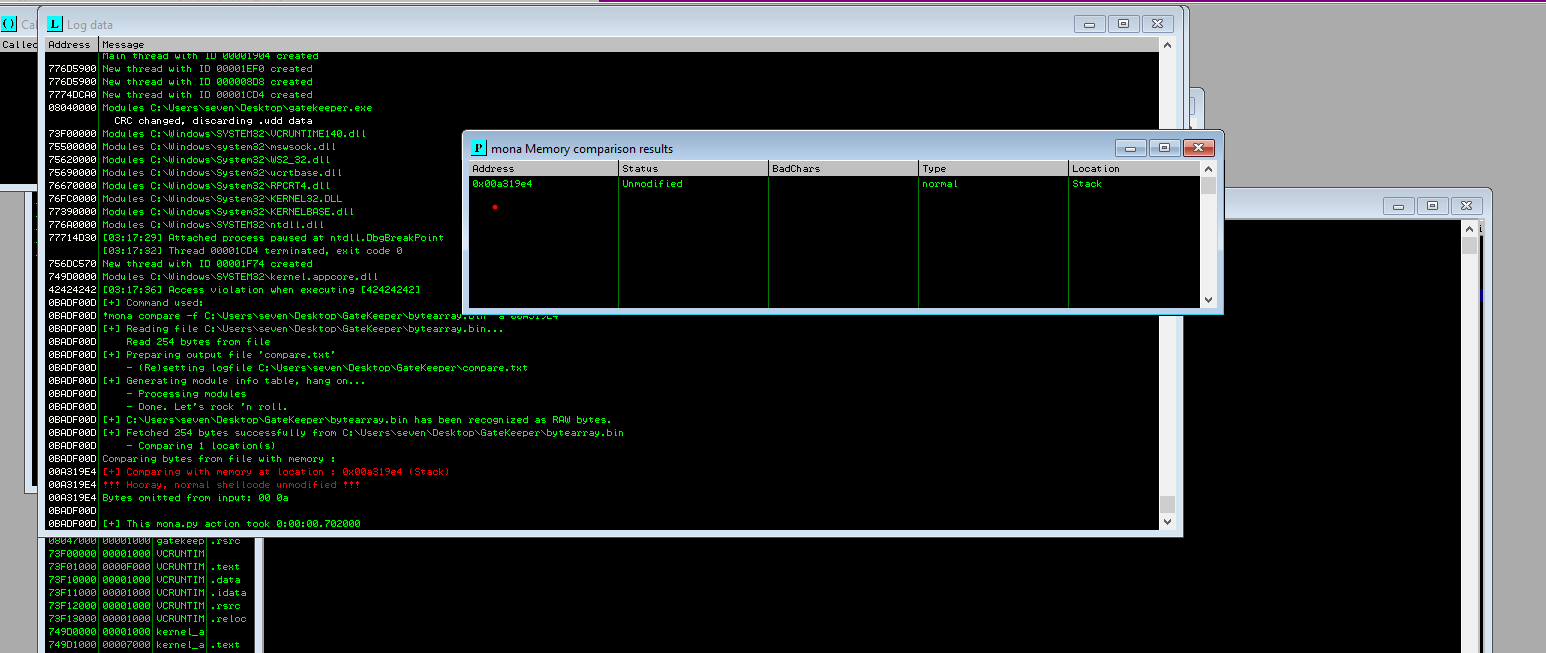 Log data
Called
Address Message
Main thread with ID 00001904 created
776D5900 New thread with ID 00001EF0 created
776D5900 New thread with ID 000008D8 created
7774DCA0 New thread with ID 00001CD4 created
08040000 Modules C:\Users\seven\Desktop\gatekeeper.exe
CRC changed, discarding .udd data
73F00000 Modules C:\Windows\SYSTEM32\VCRUNTIME140.dll
75500000 Modules C:\Windows\system32\mswsock.dll
75620000 Modules C:\Windows\System32\WS2_32.dll
75690000 Modules C:\Windows\System32\ucrtbase.dll
76670000 Modules C:\Windows\System32\RPCRT4.dll
76FC0000 Modules C:\Windows\System32\KERNEL32.DLL
77390000 Modules C:\Windows\System32\KERNELBASE.dll
776A0000 Modules C:\Windows\SYSTEM32\ntdll.dll
77714D30 [03:17:29] Attached process paused at ntdll.DbgBreakPoint
[03:17:32] Thread 00001CD4 terminated, exit code 0
756DC570 New thread with ID 00001F74 created
749D0000 Modules C:\Windows\SYSTEM32\kernel.appcore.dll
42424242 [03:17:36] Access violation when executing [42424242]
0BADF00D [+] Command used:
0BADF00D !mona compare -f C:\Users\seven\Desktop\GateKeeper\bytearray.bin -a 00A319E4
0BADF00D [+] Reading file C:\Users\seven\Desktop\GateKeeper\bytearray.bin...
0BADF00D Read 254 bytes from file
0BADF00D [+] Preparing output file 'compare.txt'
0BADF00D - (Re)setting logfile C:\Users\seven\Desktop\GateKeeper\compare.txt
0BADF00D [+] Generating module info table, hang on...
0BADF00D - Processing modules
0BADF00D - Done. Let's rock 'n roll.
0BADF00D [+] C:\Users\seven\Desktop\GateKeeper\bytearray.bin has been recognized as RAW bytes.
0BADF00D [+] Fetched 254 bytes successfully from C:\Users\seven\Desktop\GateKeeper\bytearray.bin
0BADF00D - Comparing 1 location(s)
0BADF00D Comparing bytes from file with memory :
00A319E4 [+] Comparing with memory at location : 0x00a319e4 (Stack)
00A319E4 !!! Hooray, normal shellcode unmodified !!!
00A319E4 Bytes omitted from input: 00 0a
0BADF00D
0BADF00D [+] This mona.py action took 0:00:00.702000
mona Memory comparison results
Address Status BadChars Type Location
0x00a319e4 Unmodified normal Stack
08047000 00001000 gatekeep .rsrc
73F00000 00001000 VCRUNTIM
73F01000 0000F000 VCRUNTIM .text
73F10000 00001000 VCRUNTIM .data
73F11000 00001000 VCRUNTIM .idata
73F12000 00001000 VCRUNTIM .rsrc
73F13000 00001000 VCRUNTIM .reloc
749D0000 00001000 kernel_a
749D1000 00007000 kernel_a .text